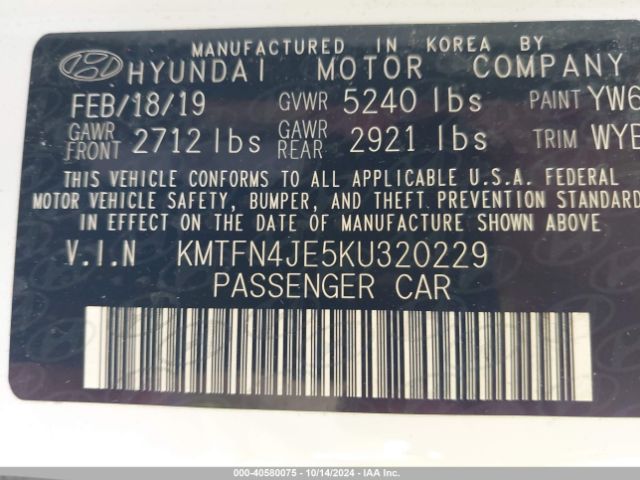 MANUFACTURED IN KOREA BY
HYUNDAI MOTOR COMPANY
FEB/18/19 GVWR 5240 lbs PAINT YW6
GAWR FRONT 2712 lbs GAWR REAR 2921 lbs TRIM WYE
THIS VEHICLE CONFORMS TO ALL APPLICABLE U.S.A. FEDERAL
MOTOR VEHICLE SAFETY, BUMPER, AND THEFT PREVENTION STANDARD
IN EFFECT ON THE DATE OF MANUFACTURE SHOWN ABOVE
V.I.N KMTFN4JE5KU320229
PASSENGER CAR
000-40580075 - 10/14/2024 - IAA Holdings, LLC